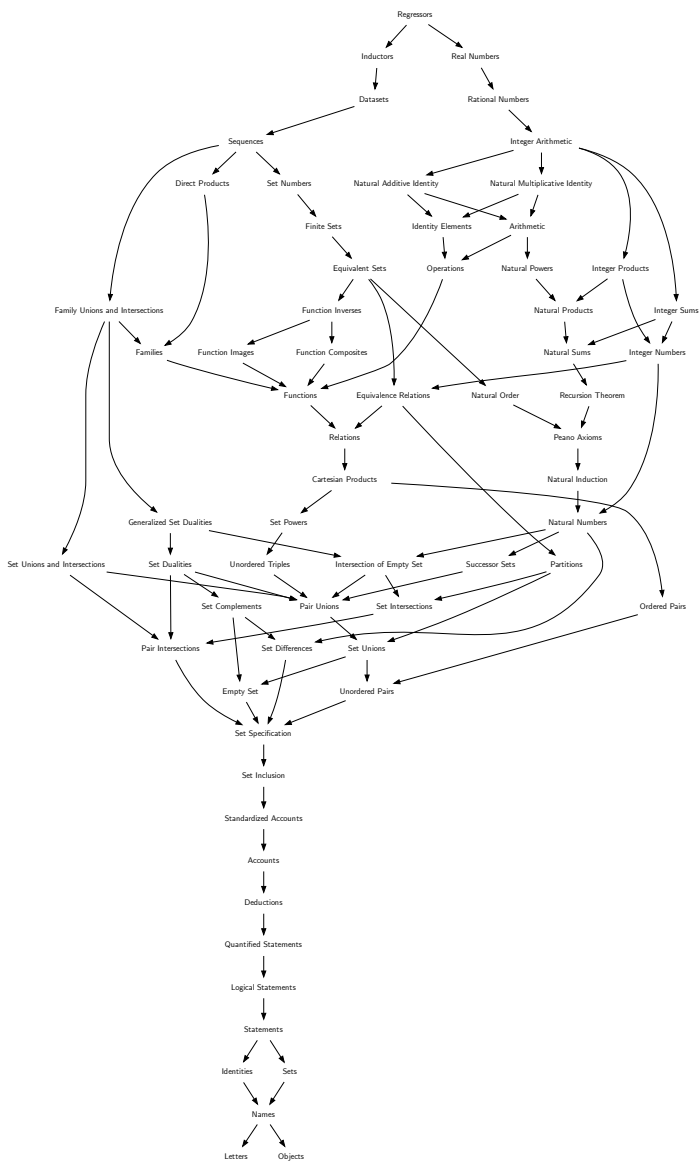 Regressors
Inductors
Real Numbers
Datasets
Rational Numbers
Sequences
Integer Arithmetic
Direct Products
Set Numbers
Natural Additive Identity
Natural Multiplicative Identity
Finite Sets
Identity Elements
Arithmetic
Equivalent Sets
Operations
Natural Powers
Integer Products
Family Unions and Intersections
Function Inverses
Natural Products
Integer Sums
Families
Function Images
Function Composites
Natural Sums
Integer Numbers
Functions
Equivalence Relations
Natural Order
Recursion Theorem
Relations
Peano Axioms
Cartesian Products
Natural Induction
Generalized Set Dualities
Set Powers
Natural Numbers
Set Unions and Intersections
Set Dualities
Unordered Triples
Intersection of Empty Set
Successor Sets
Partitions
Set Complements
Pair Unions
Set Intersections
Ordered Pairs
Pair Intersections
Set Differences
Set Unions
Empty Set
Unordered Pairs
Set Specification
Set Inclusion
Standardized Accounts
Accounts
Deductions
Quantified Statements
Logical Statements
Statements
Identities
Sets
Names
Letters
Objects